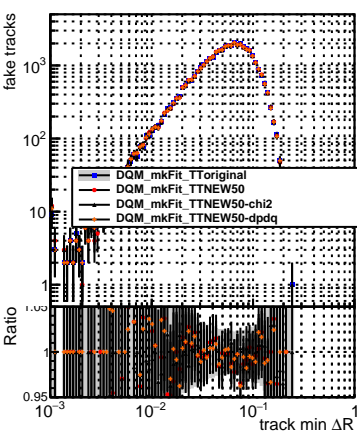 fake tracks
10³
10²
10
1
DQM_mkFit_TToriginal
DQM_mkFit_TTNEW50
DQM_mkFit_TTNEW50-chi2
DQM_mkFit_TTNEW50-dpdq
Ratio
1.05
1
0.95
10⁻³ 10⁻² 10⁻¹ 1
track min ΔR